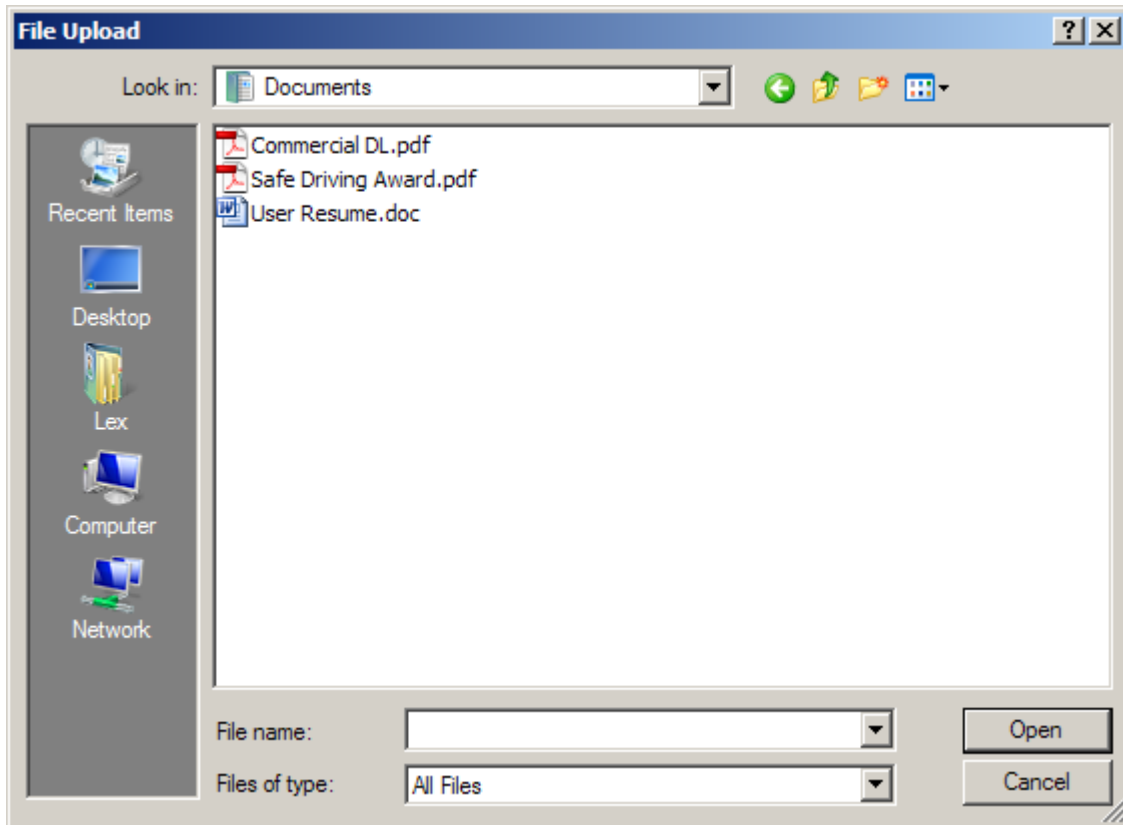 File Upload
Look in: Documents
Commercial DL.pdf
Safe Driving Award.pdf
User Resume.doc
Recent Items
Desktop
Lex
Computer
Network
File name:
Open
Files of type: All Files
Cancel